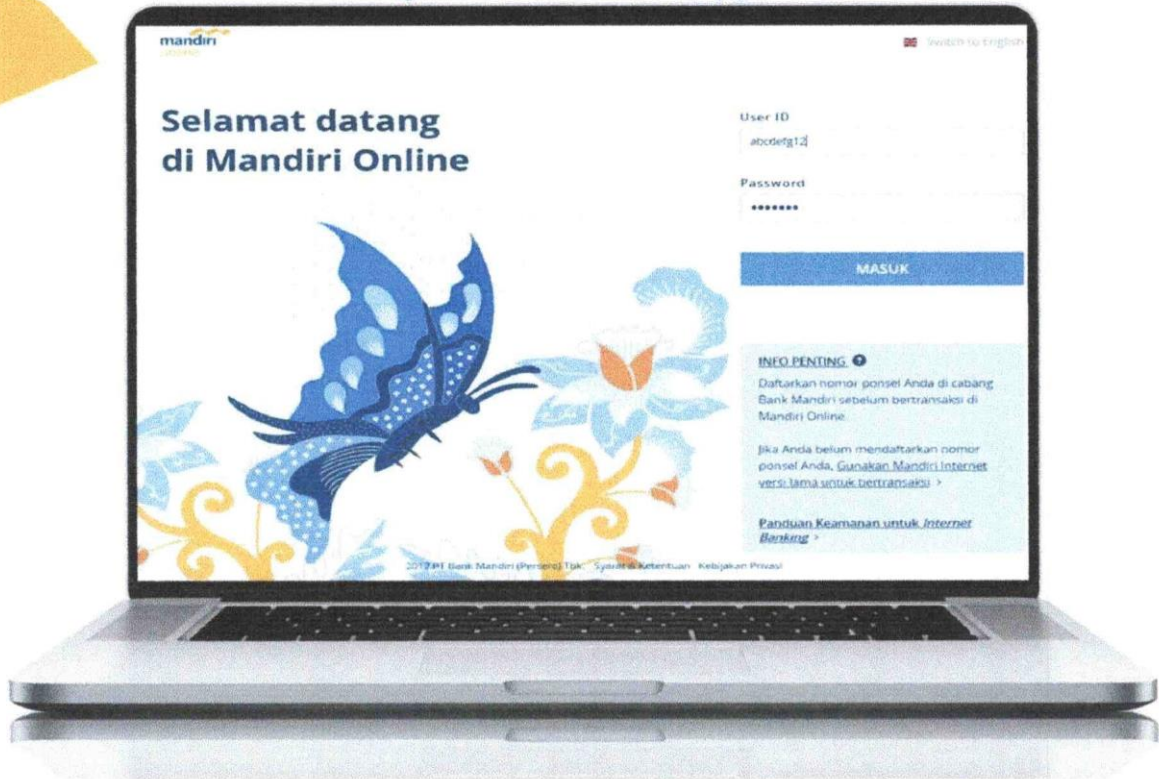 mandiri
Switch to English
Selamat datang
di Mandiri Online
User ID
abcdefg12
Password
MASUK
INFO PENTING
Daftarkan nomor ponsel Anda di cabang
Bank Mandiri sebelum bertransaksi di
Mandiri Online.
Jika Anda belum mendaftarkan nomor
ponsel Anda, Gunakan Mandiri Internet
versi lama untuk bertransaksi >
Panduan Keamanan untuk Internet
Banking >
2017 PT Bank Mandiri (Persero) Tbk. Syarat & Ketentuan Kebijakan Privasi